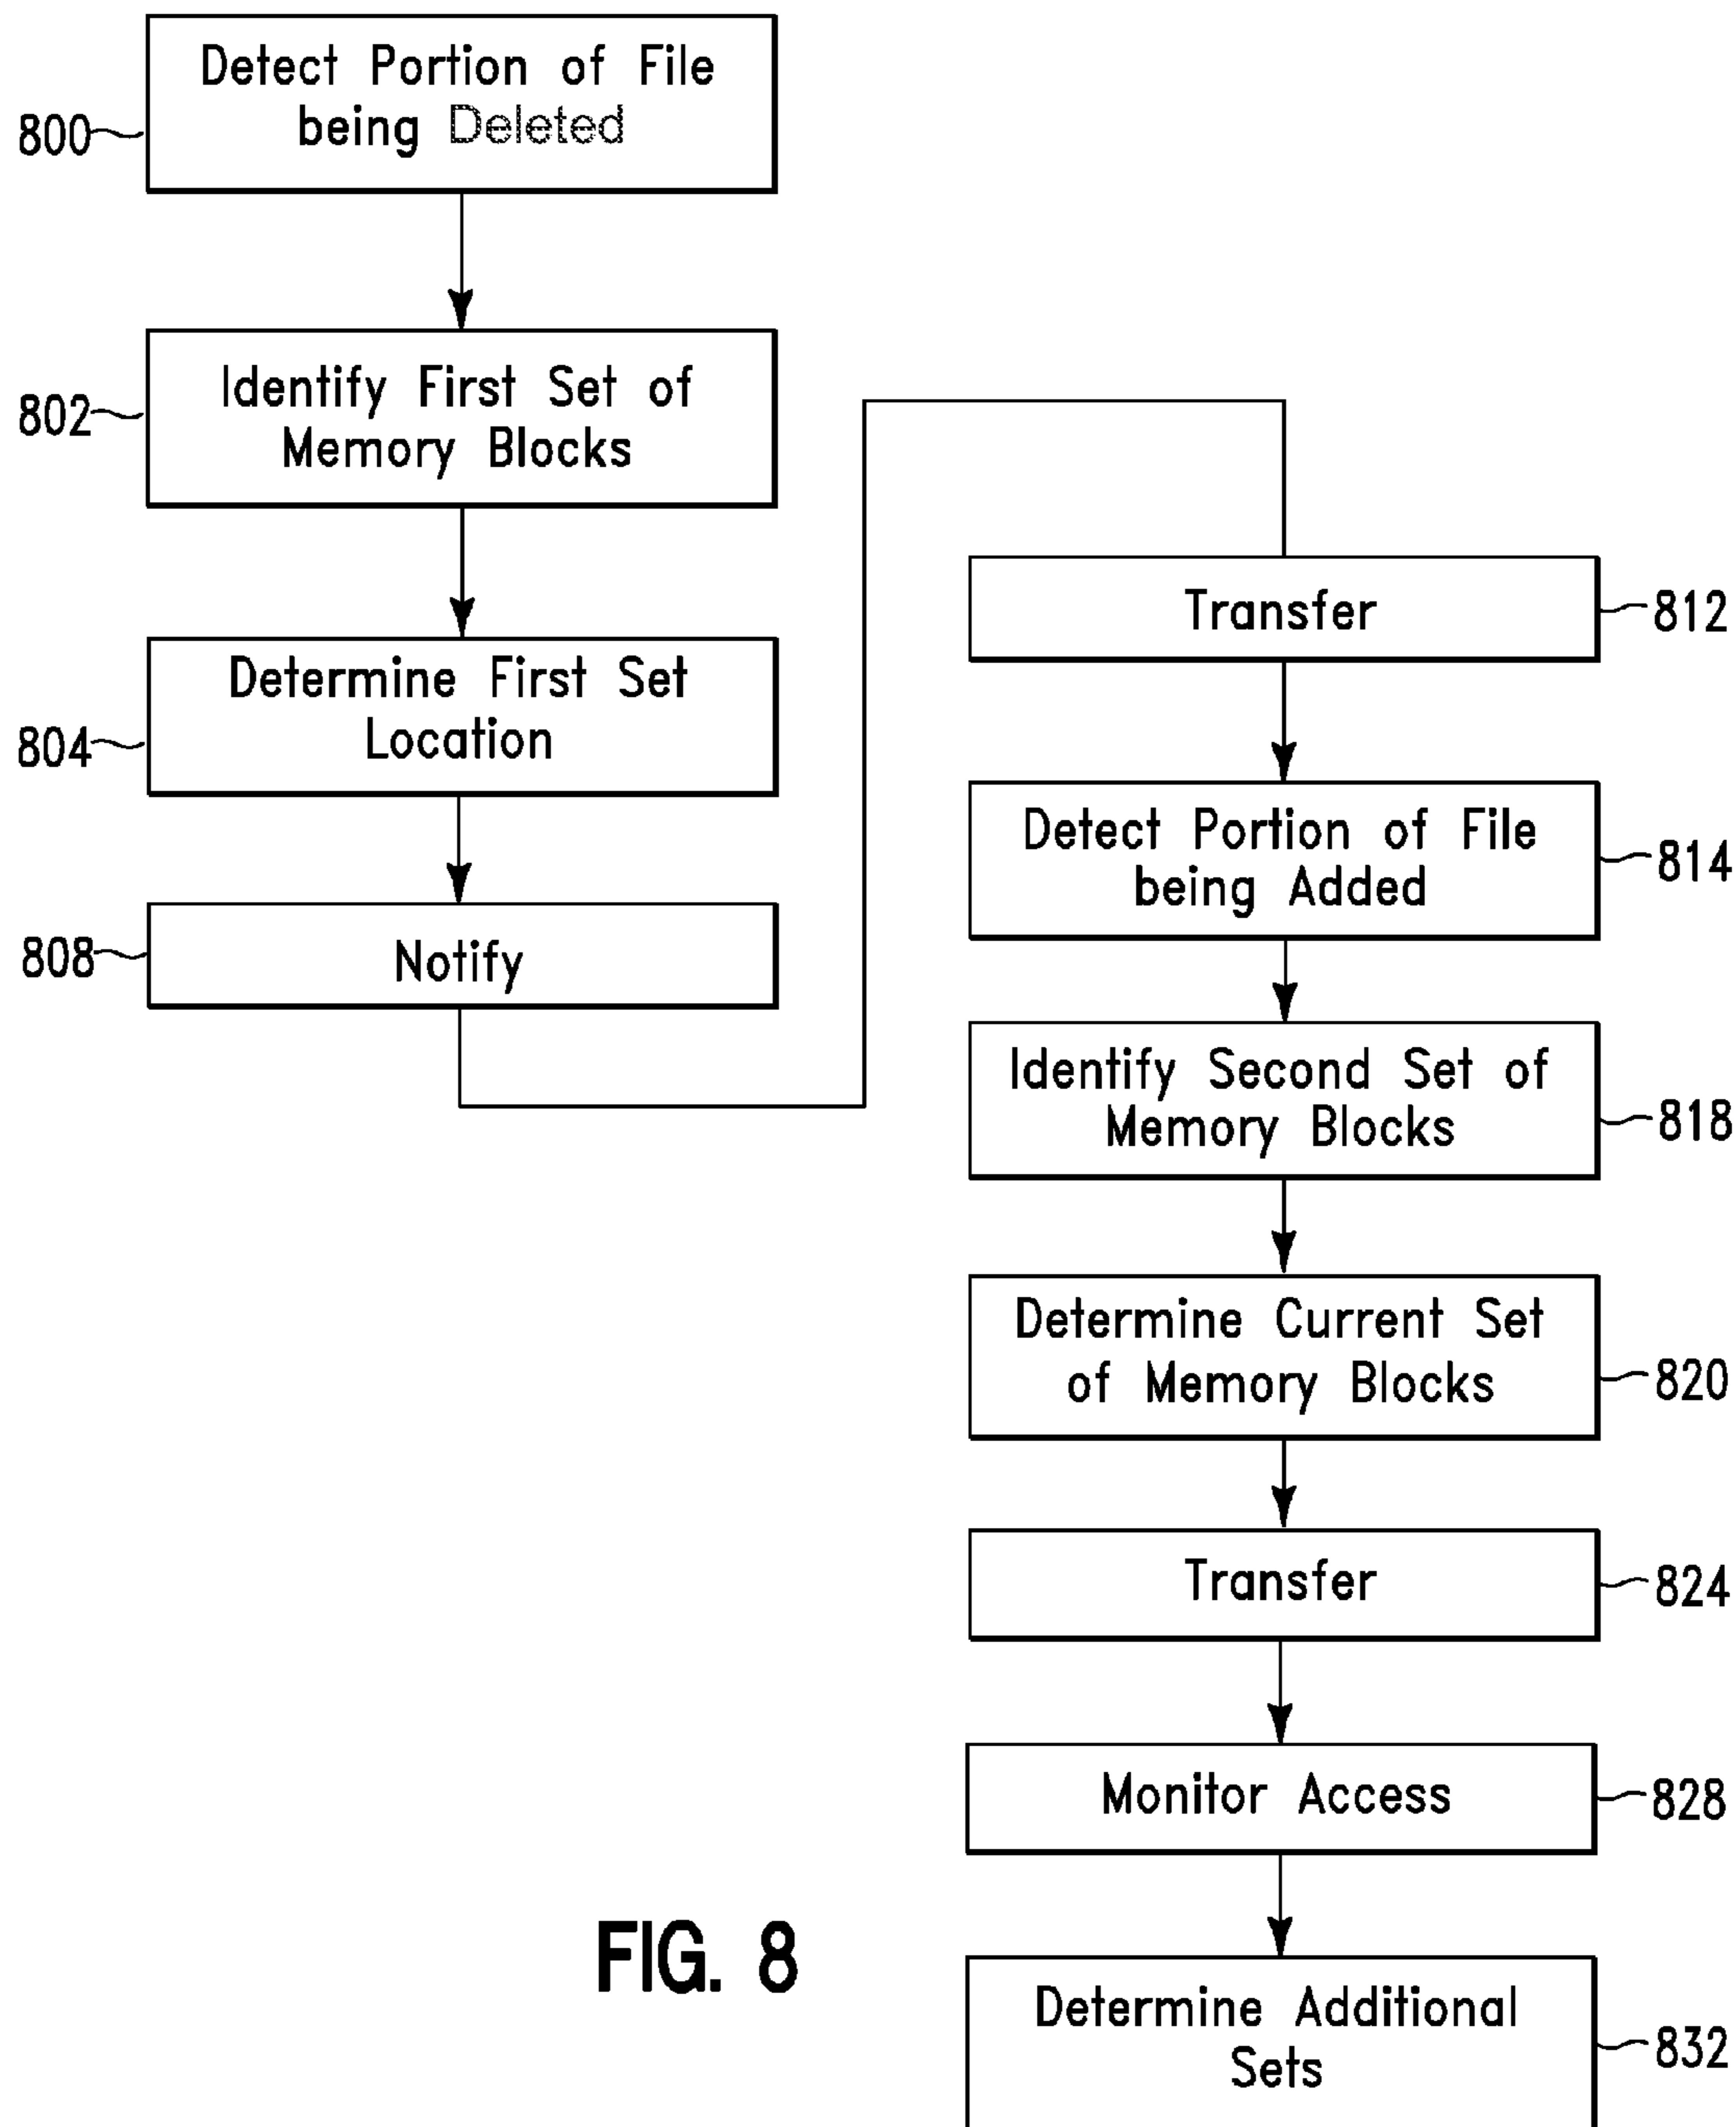 Detect Portion of File
being Deleted
800
Identify First Set of
Memory Blocks
802
Determine First Set
Location
804
Notify
808
Transfer
812
Detect Portion of File
being Added
814
Identify Second Set of
Memory Blocks
818
Determine Current Set
of Memory Blocks
820
Transfer
824
Monitor Access
828
Determine Additional
Sets
832
FIG. 8